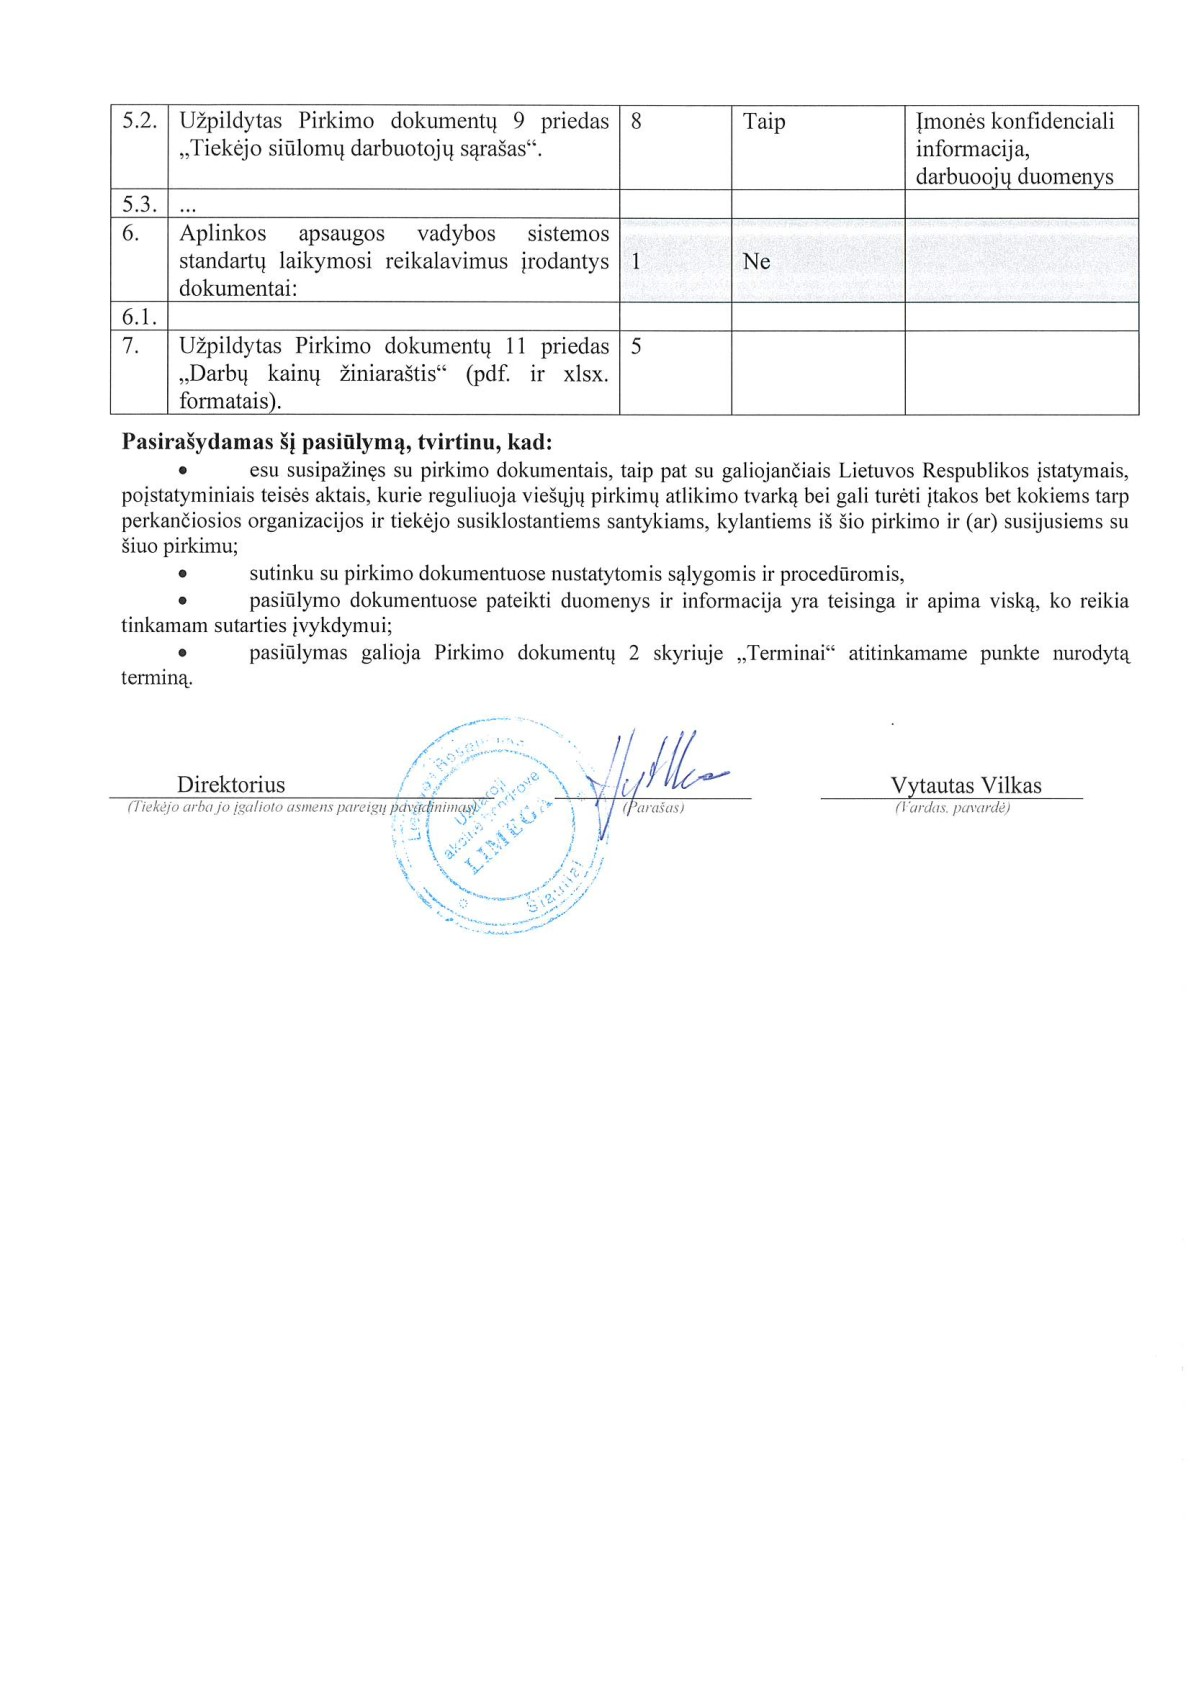 5.2. Užpildytas Pirkimo dokumentų 9 priedas 8 Taip Įmonės konfidenciali
„Tiekėjo siūlomų darbuotojų sąrašas“. informacija,
darbuoojų duomenys
5.3. ...
6. Aplinkos apsaugos vadybos sistemos
standartų laikymosi reikalavimus įrodantys 1 Ne
dokumentai:
6.1.
7. Užpildytas Pirkimo dokumentų 11 priedas 5
„Darbų kainų žiniaraštis“ (pdf. ir xlsx.
formatais).
Pasirašydamas šį pasiūlymą, tvirtinu, kad:
• esu susipažinęs su pirkimo dokumentais, taip pat su galiojančiais Lietuvos Respublikos įstatymais,
poįstatyminiais teisės aktais, kurie reguliuoja viešųjų pirkimų atlikimo tvarką bei gali turėti įtakos bet kokiems tarp
perkančiosios organizacijos ir tiekėjo susiklostantiems santykiams, kylantiems iš šio pirkimo ir (ar) susijusiems su
šiuo pirkimu;
• sutinku su pirkimo dokumentuose nustatytomis sąlygomis ir procedūromis,
• pasiūlymo dokumentuose pateikti duomenys ir informacija yra teisinga ir apima viską, ko reikia
tinkamam sutarties įvykdymui;
• pasiūlymas galioja Pirkimo dokumentų 2 skyriuje „Terminai“ atitinkamame punkte nurodytą
terminą.
Direktorius Vytautas Vilkas
(Tiekėjo arba jo įgalioto asmens pareigų pavadinimas) (Parašas) (Vardas, pavardė)
Uždaroji
akcinė bendrovė
LIMEGA
Šiauliai